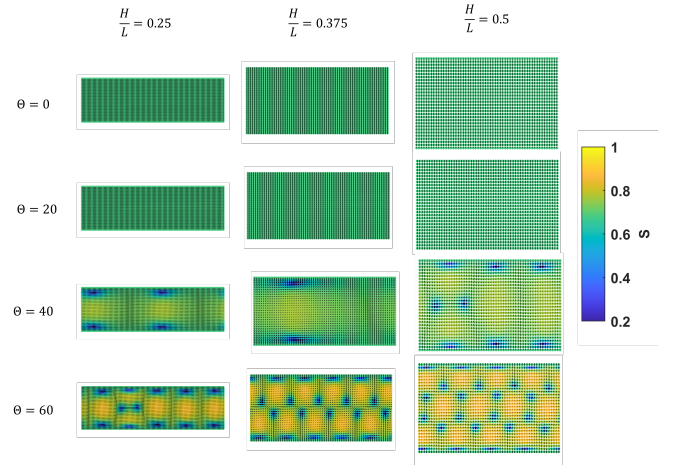 H/L = 0.25
H/L = 0.375
H/L = 0.5
Θ = 0
Θ = 20
Θ = 40
Θ = 60
1
0.8
0.6
0.4
0.2
S